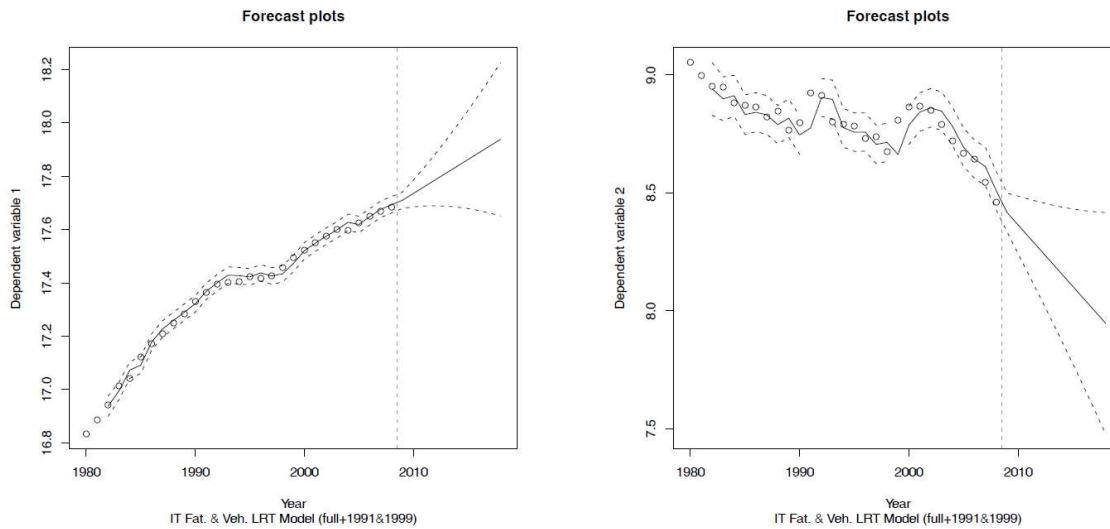 Forecast plots
Dependent variable 1
18.2
18.0
17.8
17.6
17.4
17.2
17.0
16.8
1980
1990
2000
2010
Year
IT Fat. & Veh. LRT Model (full+1991&1999)
Forecast plots
Dependent variable 2
9.0
8.5
8.0
7.5
1980
1990
2000
2010
Year
IT Fat. & Veh. LRT Model (full+1991&1999)